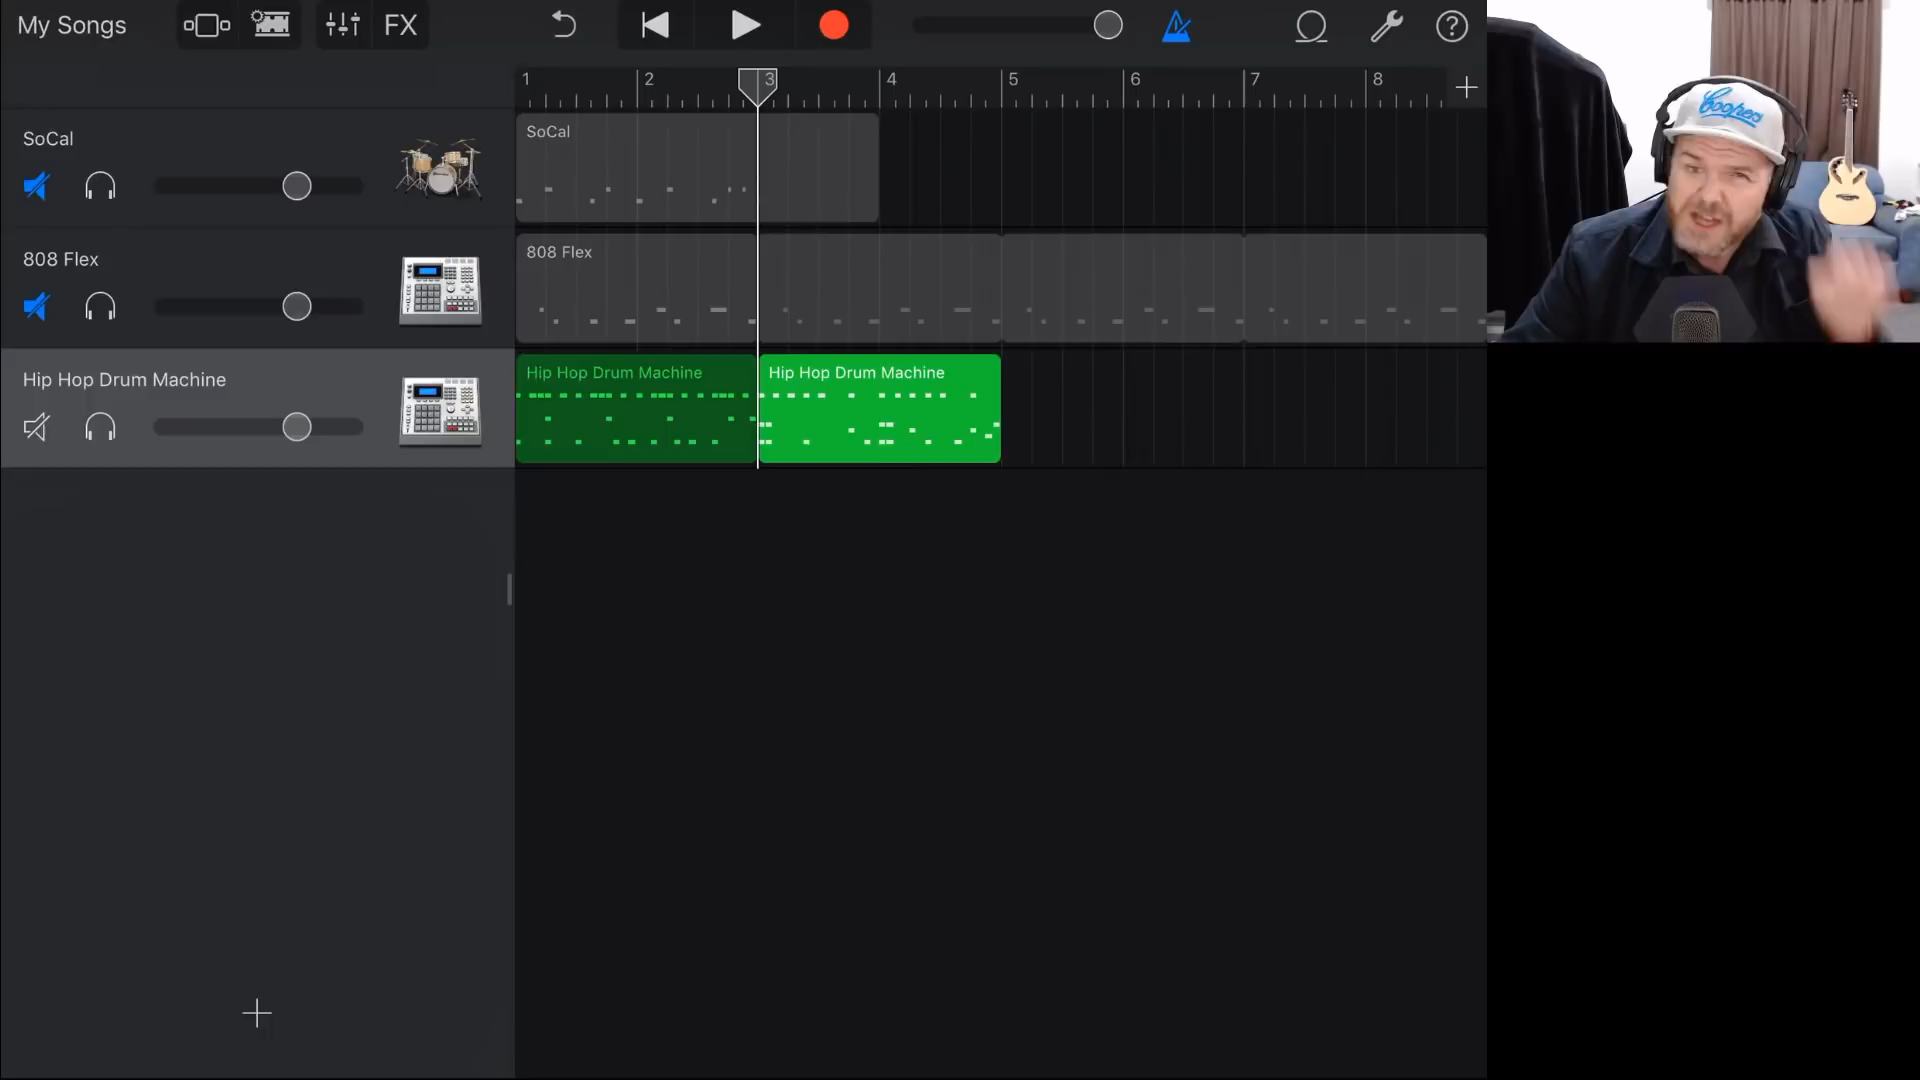 My Songs
FX
1 2 3 4 5 6 7 8
SoCal
SoCal
808 Flex
808 Flex
Hip Hop Drum Machine
Hip Hop Drum Machine
Hip Hop Drum Machine
Coopers